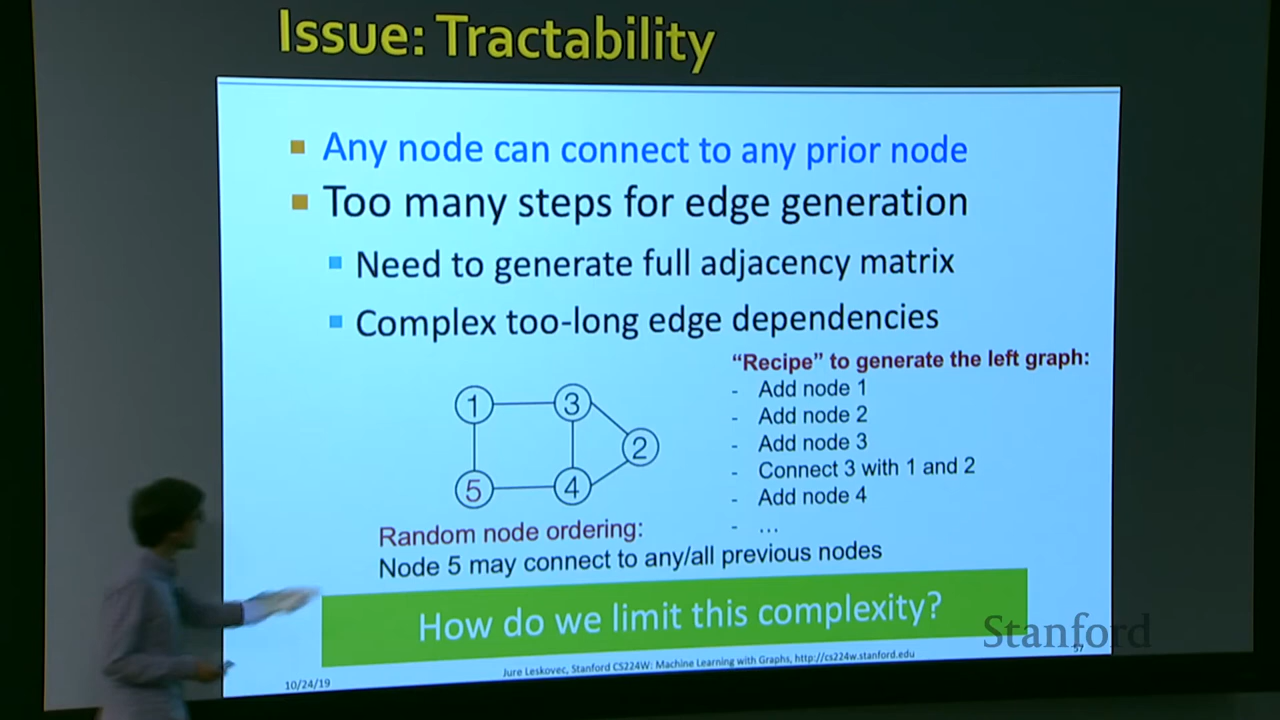 Issue: Tractability
Any node can connect to any prior node
Too many steps for edge generation
Need to generate full adjacency matrix
Complex too-long edge dependencies
"Recipe" to generate the left graph:
- Add node 1
- Add node 2
- Add node 3
- Connect 3 with 1 and 2
- Add node 4
- ...
1
3
2
5
4
Random node ordering:
Node 5 may connect to any/all previous nodes
How do we limit this complexity?
Stanford
10/24/19
Jure Leskovec, Stanford CS224W: Machine Learning with Graphs, http://cs224w.stanford.edu
57